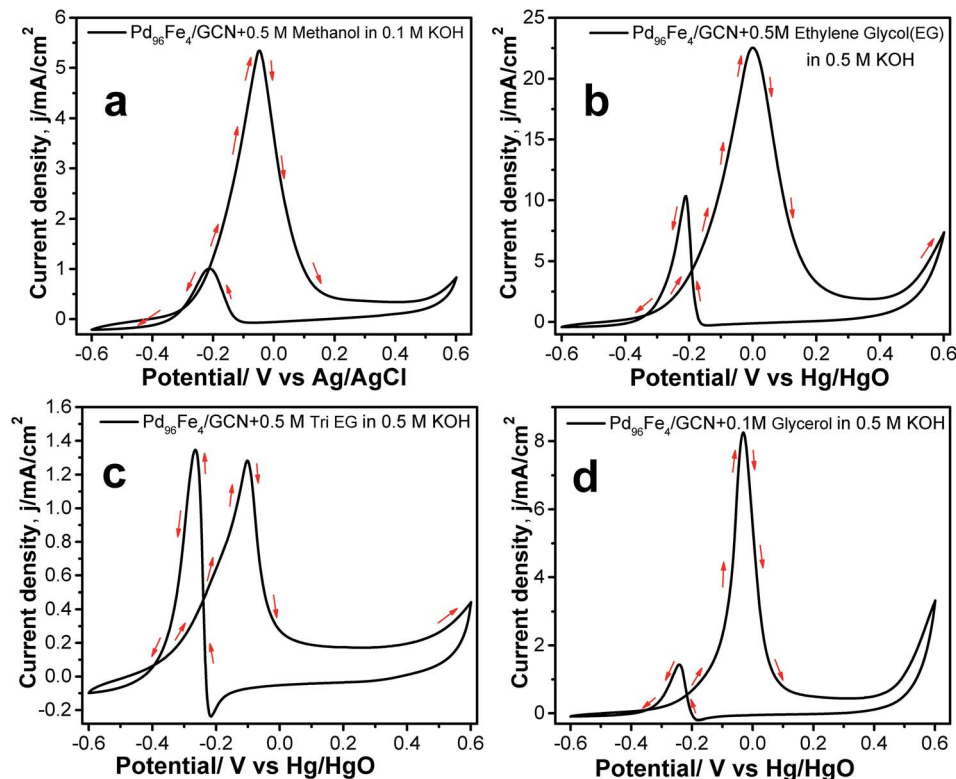 Pd₉₆Fe₄/GCN+0.5 M Methanol in 0.1 M KOH
a
Current density, j/mA/cm²
6
5
4
3
2
1
0
-0.6 -0.4 -0.2 0.0 0.2 0.4 0.6
Potential/ V vs Ag/AgCl
Pd₉₆Fe₄/GCN+0.5M Ethylene Glycol(EG)
in 0.5 M KOH
b
Current density, j/mA/cm²
25
20
15
10
5
0
-0.6 -0.4 -0.2 0.0 0.2 0.4 0.6
Potential/ V vs Hg/HgO
Pd₉₆Fe₄/GCN+0.5 M Tri EG in 0.5 M KOH
c
Current density, j/mA/cm²
1.6
1.4
1.2
1.0
0.8
0.6
0.4
0.2
0.0
-0.2
-0.6 -0.4 -0.2 0.0 0.2 0.4 0.6
Potential/ V vs Hg/HgO
Pd₉₆Fe₄/GCN+0.1M Glycerol in 0.5 M KOH
d
Current density, j/mA/cm²
8
6
4
2
0
-0.6 -0.4 -0.2 0.0 0.2 0.4 0.6
Potential/ V vs Hg/HgO